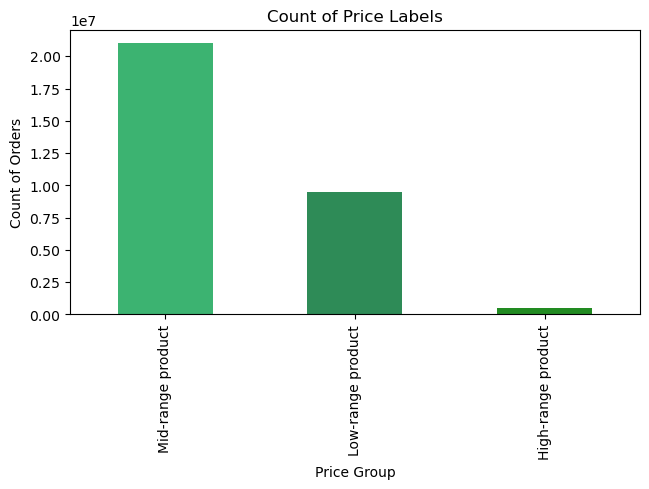 Count of Price Labels
1e7
Count of Orders
2.00
1.75
1.50
1.25
1.00
0.75
0.50
0.25
0.00
Mid-range product
Low-range product
High-range product
Price Group